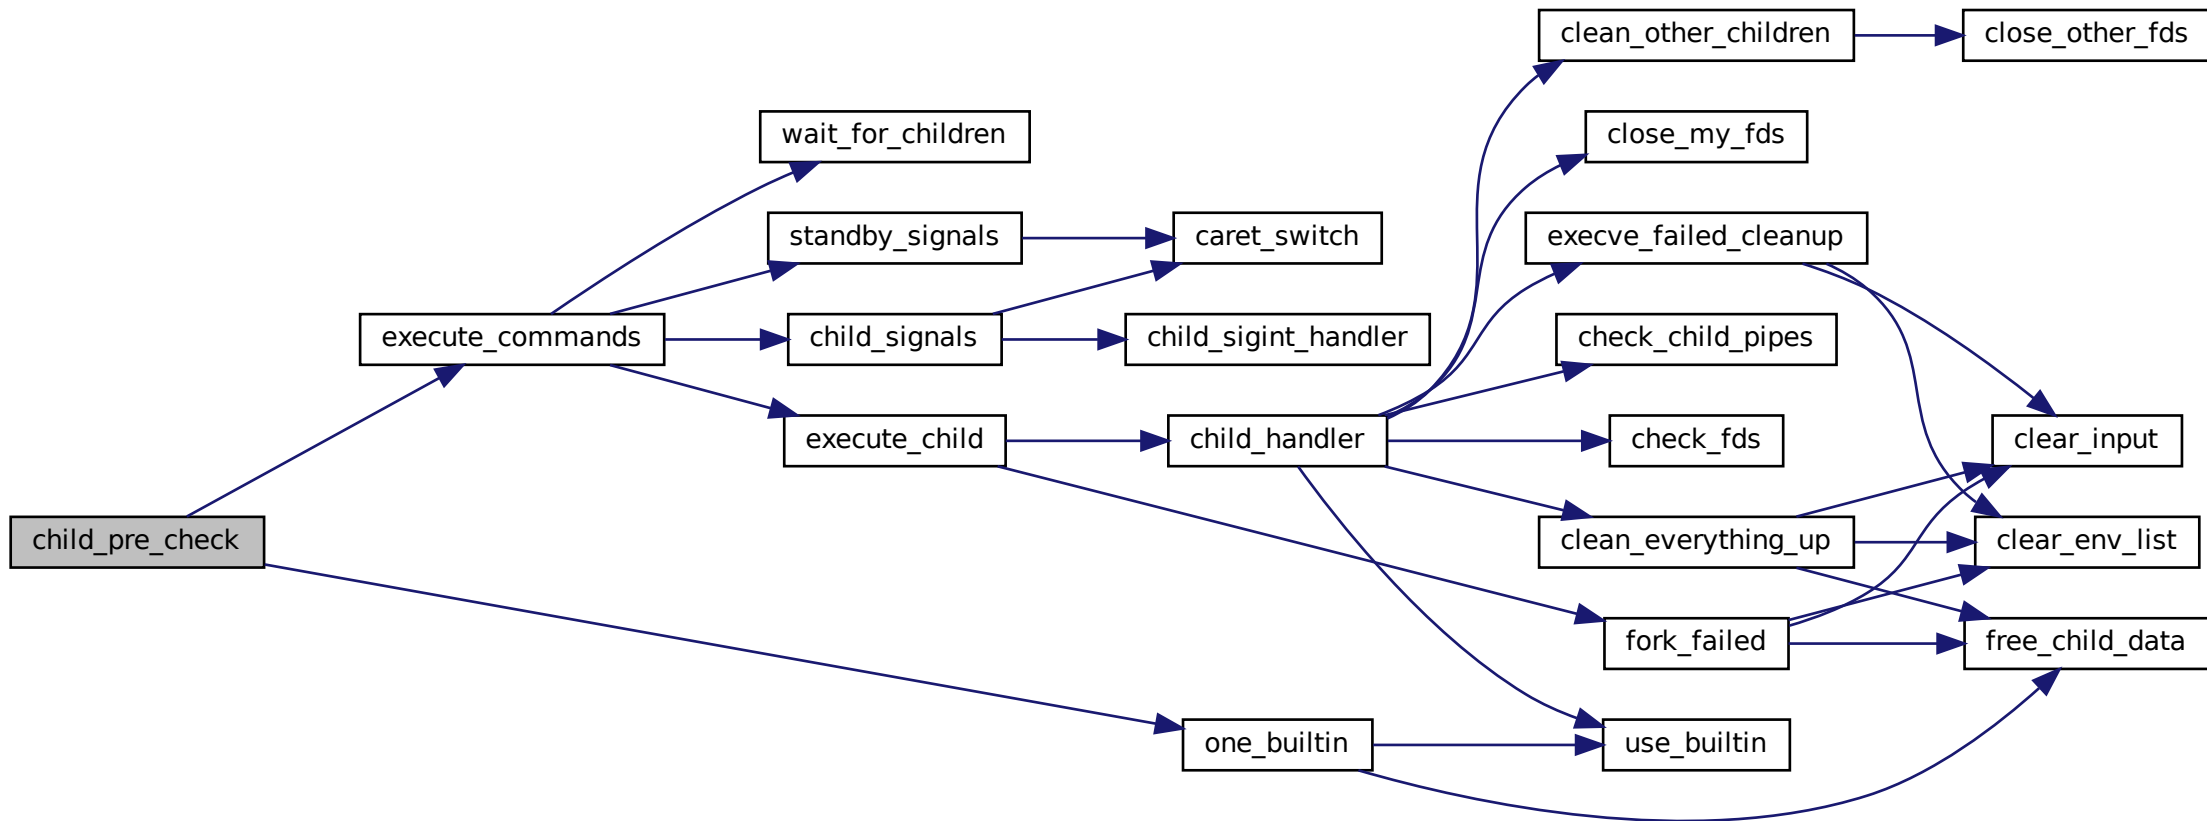 clean_other_children
close_other_fds
wait_for_children
close_my_fds
standby_signals
caret_switch
execve_failed_cleanup
execute_commands
child_signals
child_sigint_handler
check_child_pipes
execute_child
child_handler
check_fds
clear_input
child_pre_check
clean_everything_up
clear_env_list
fork_failed
free_child_data
one_builtin
use_builtin